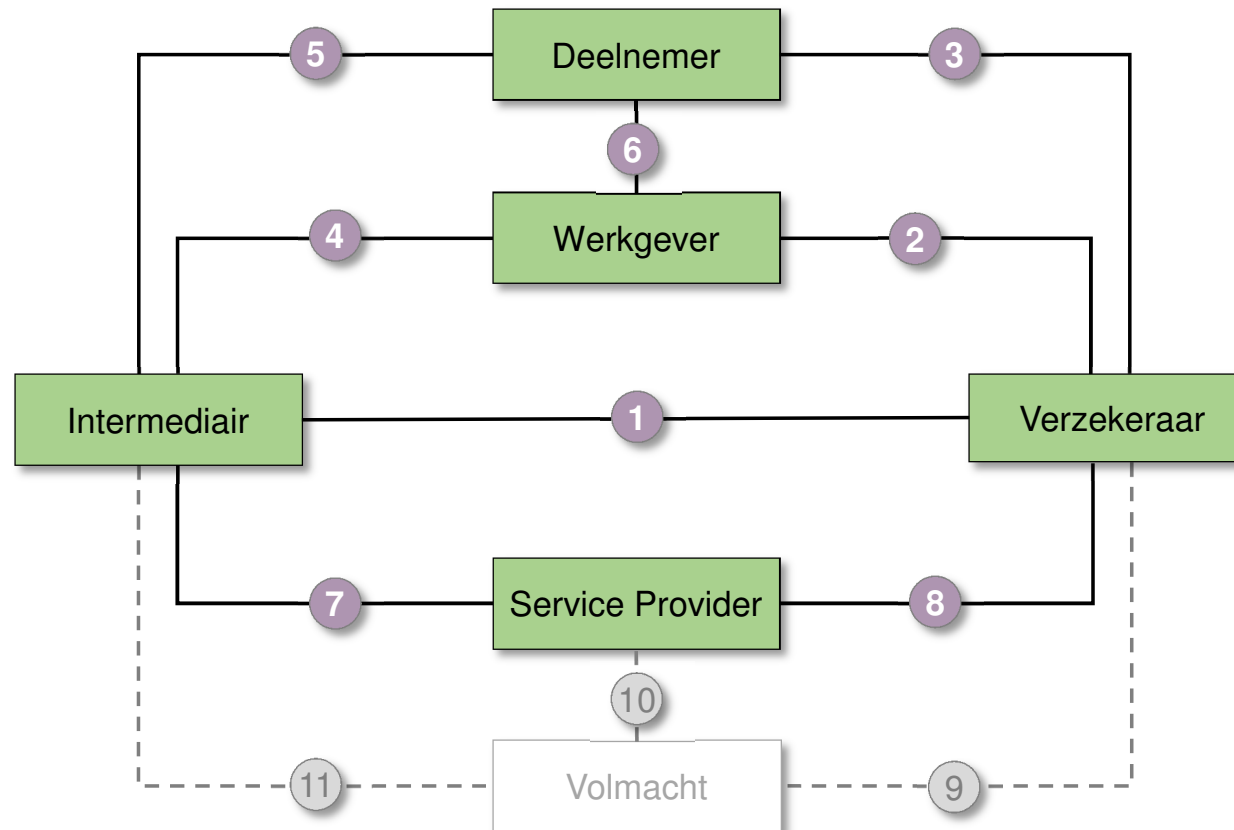 5
Deelnemer
3
6
4
Werkgever
2
Intermediair
1
Verzekeraar
7
Service Provider
8
10
11
Volmacht
9